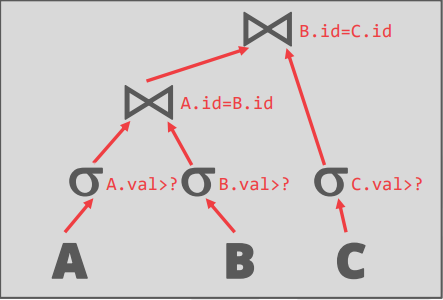 ⋈ B.id=C.id
⋈ A.id=B.id
σ A.val>? σ B.val>? σ C.val>?
A B C